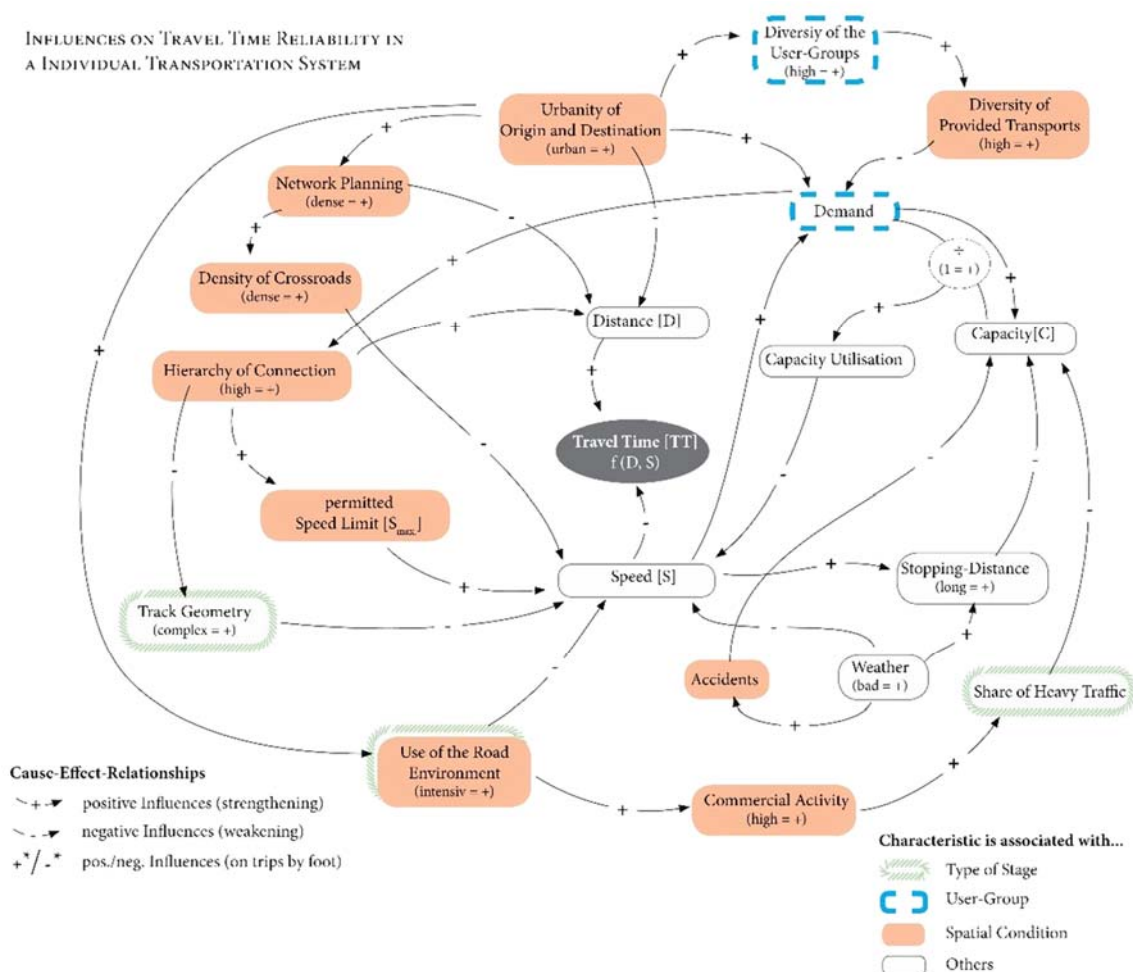 INFLUENCES ON TRAVEL TIME RELIABILITY IN
A INDIVIDUAL TRANSPORTATION SYSTEM
Diversiy of the
User-Groups
(high = +)
Urbanity of
Origin and Destination
(urban = +)
Diversity of
Provided Transports
(high = +)
Network Planning
(dense = +)
Demand
÷
(1 = +)
Density of Crossroads
(dense = +)
Distance [D]
Capacity[C]
Capacity Utilisation
Hierarchy of Connection
(high = +)
Travel Time [TT]
f (D, S)
permitted
Speed Limit [Smax.]
Speed [S]
Stopping-Distance
(long = +)
Track Geometry
(complex = +)
Accidents
Weather
(bad = +)
Share of Heavy Traffic
Use of the Road
Environment
(intensiv = +)
Commercial Activity
(high = +)
Cause-Effect-Relationships
+ positive Influences (strengthening)
- negative Influences (weakening)
+*/-* pos./neg. Influences (on trips by foot)
Characteristic is associated with...
Type of Stage
User-Group
Spatial Condition
Others